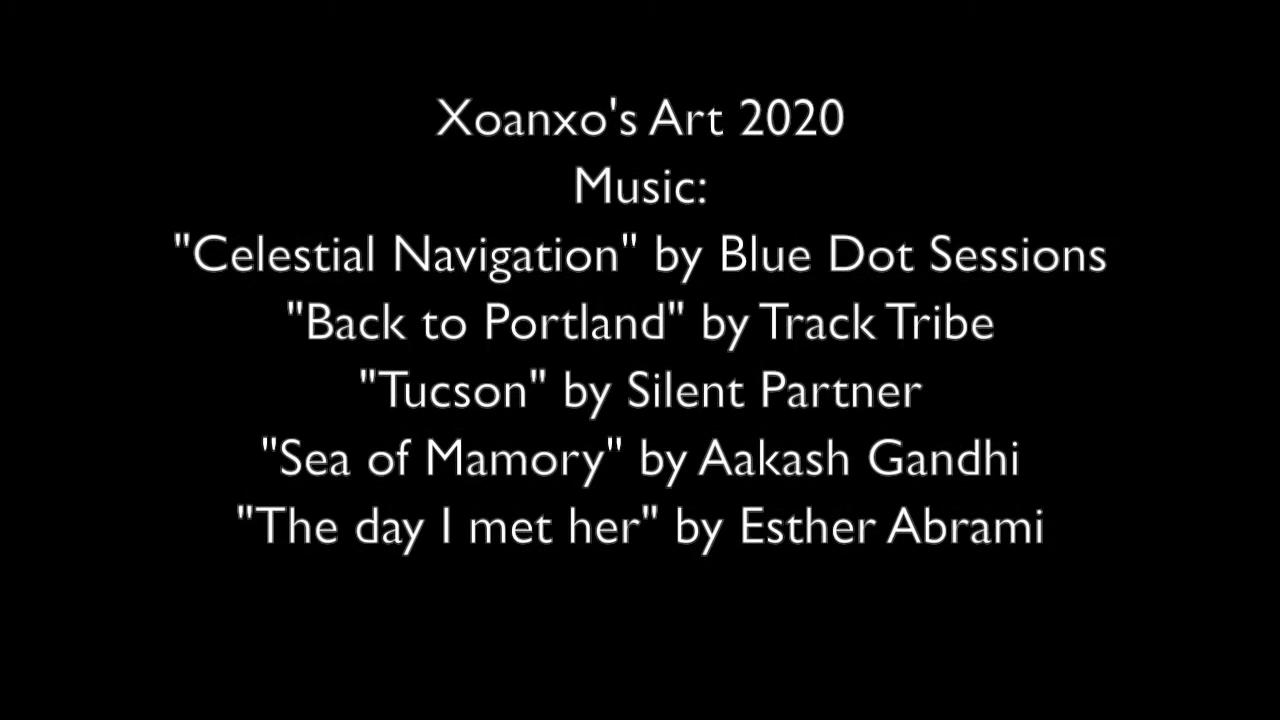 Xoanxo's Art 2020
Music:
"Celestial Navigation" by Blue Dot Sessions
"Back to Portland" by Track Tribe
"Tucson" by Silent Partner
"Sea of Mamory" by Aakash Gandhi
"The day I met her" by Esther Abrami